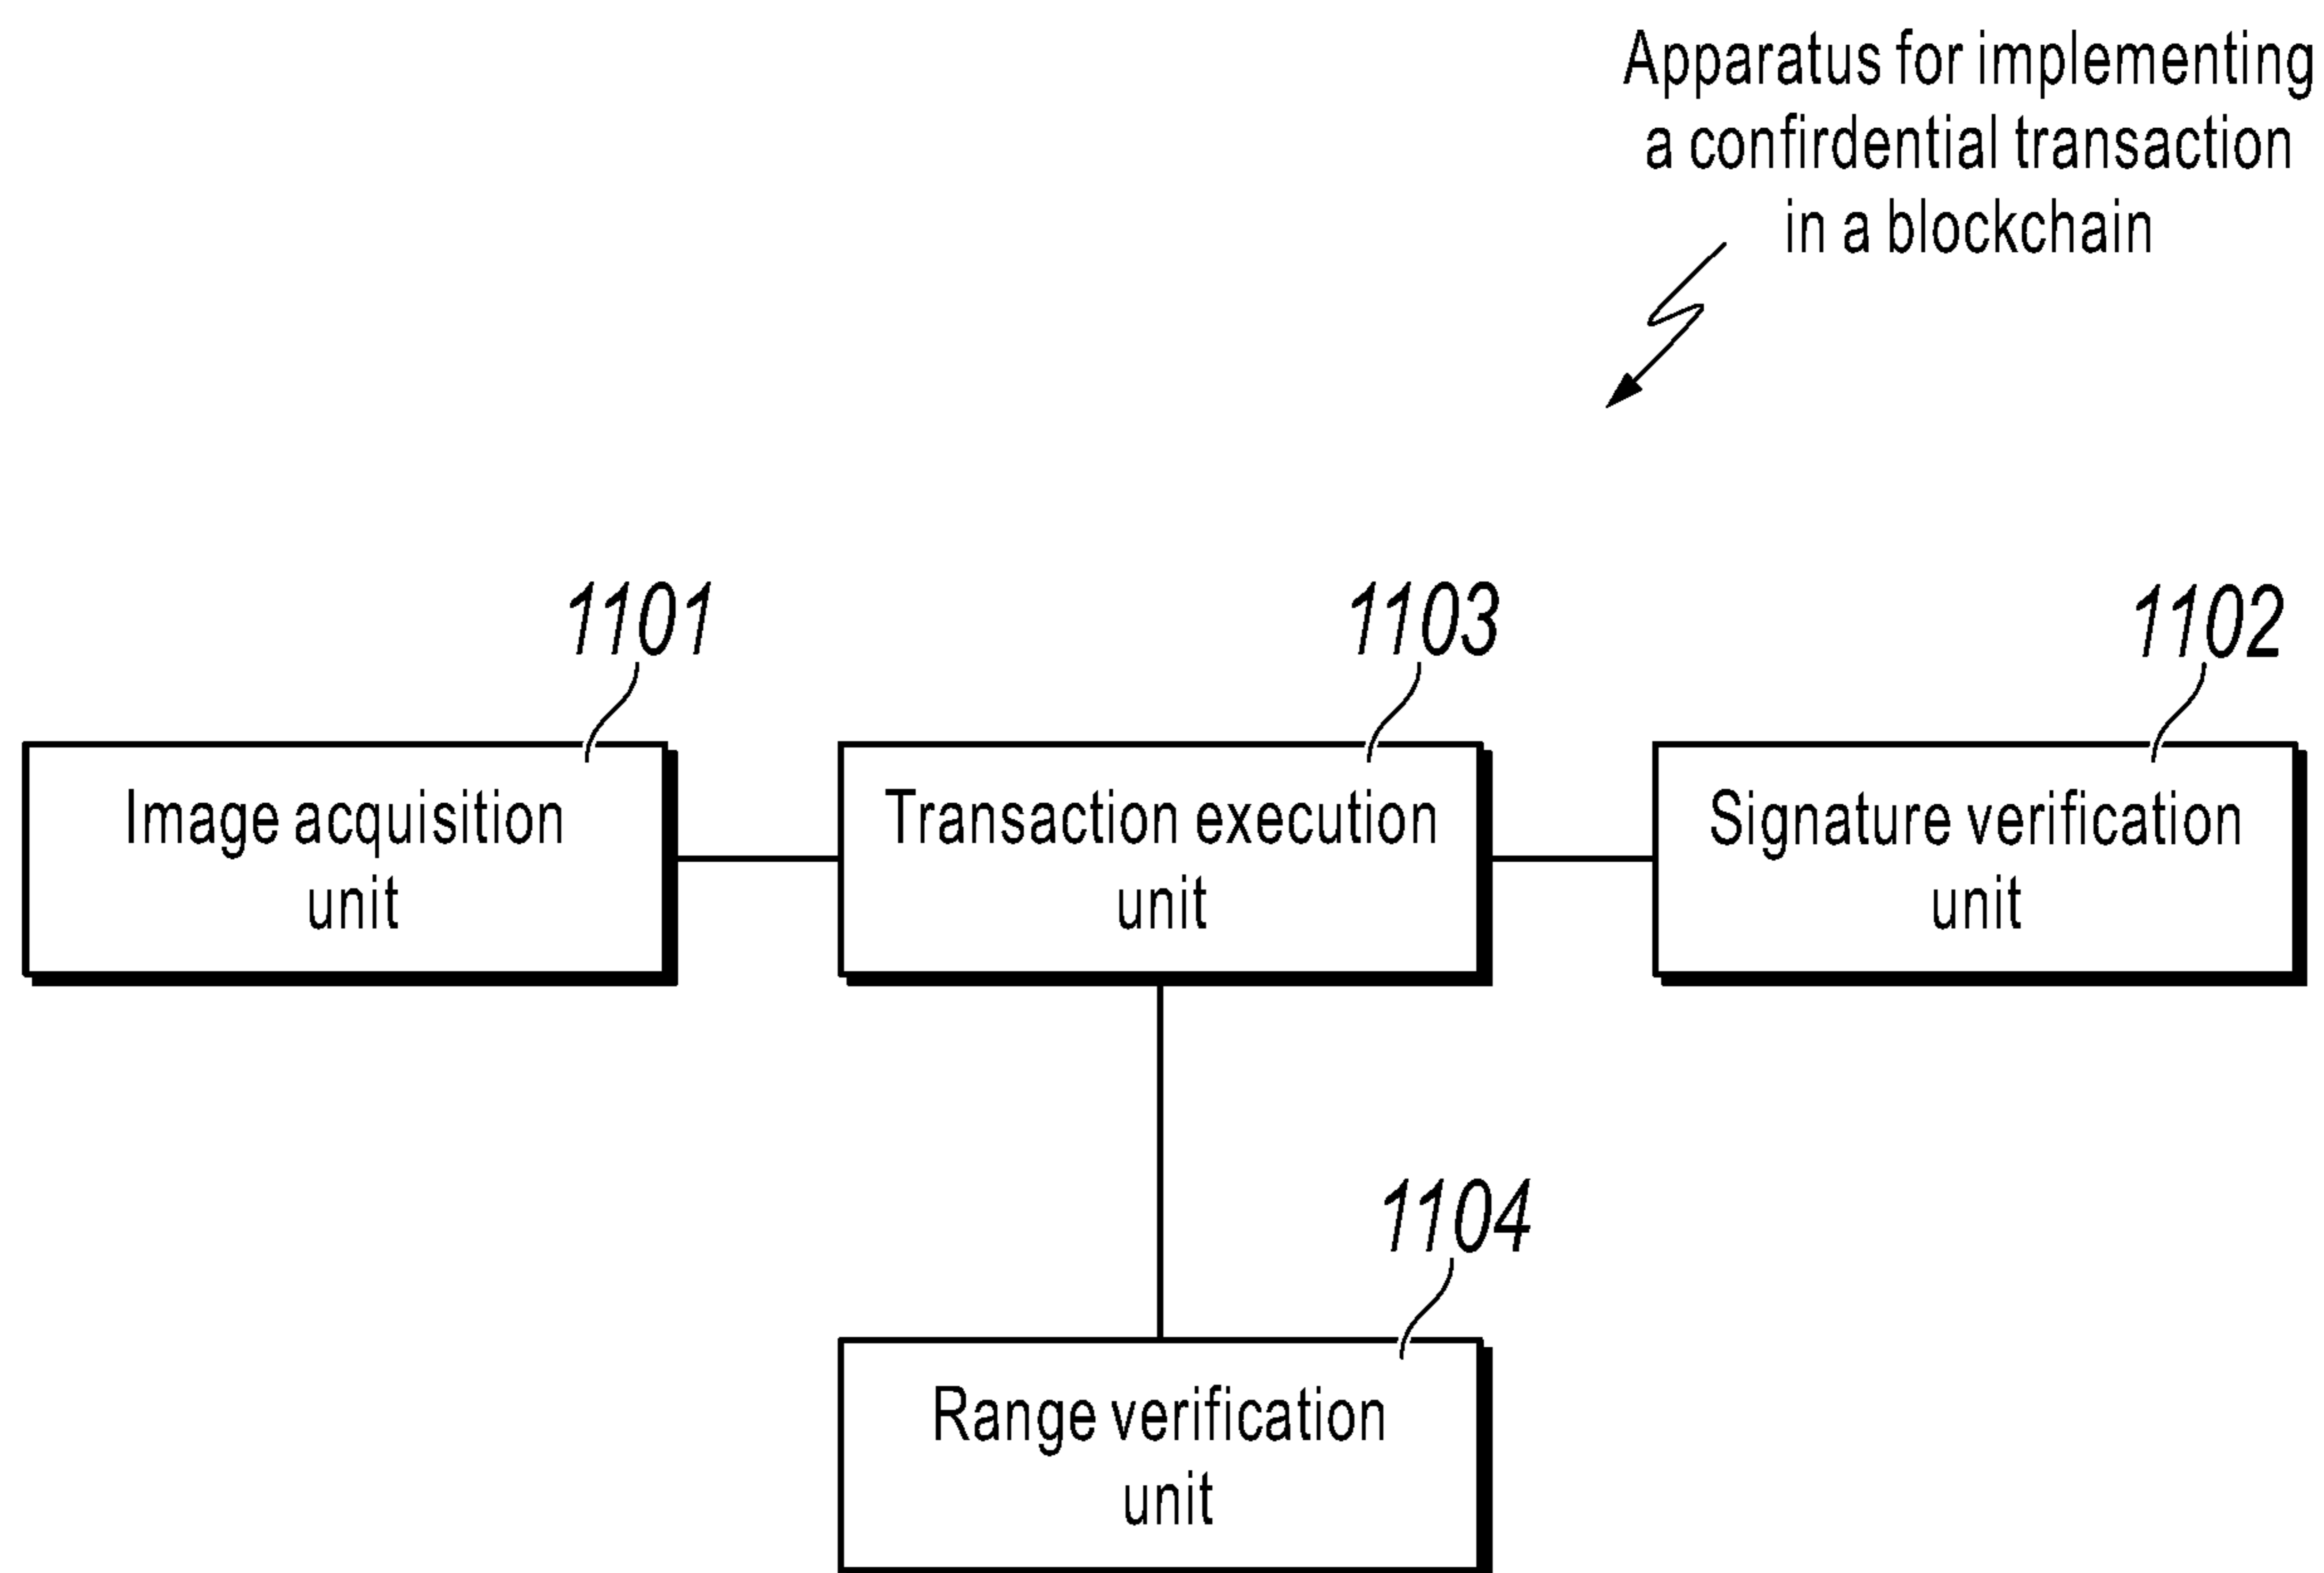 Apparatus for implementing
a confirdential transaction
in a blockchain
1101
1103
1102
Image acquisition
unit
Transaction execution
unit
Signature verification
unit
1104
Range verification
unit